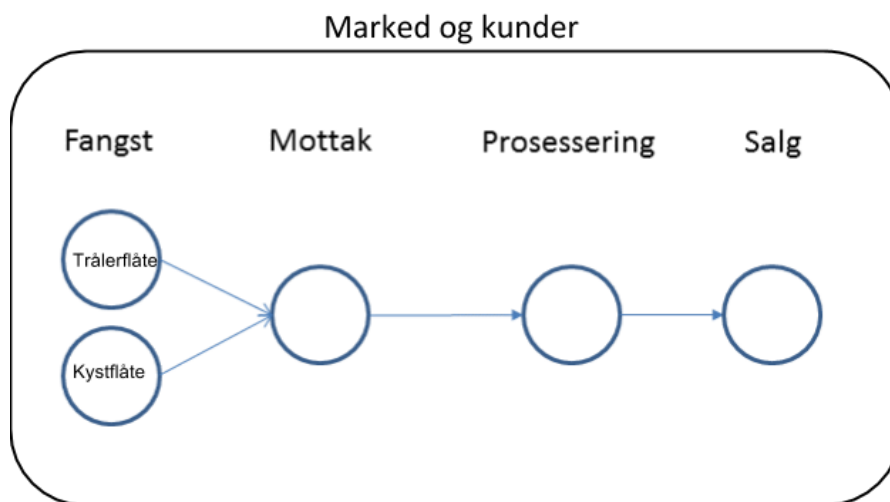 Marked og kunder
Fangst Mottak Prosessering Salg
Trålerflåte
Kystflåte